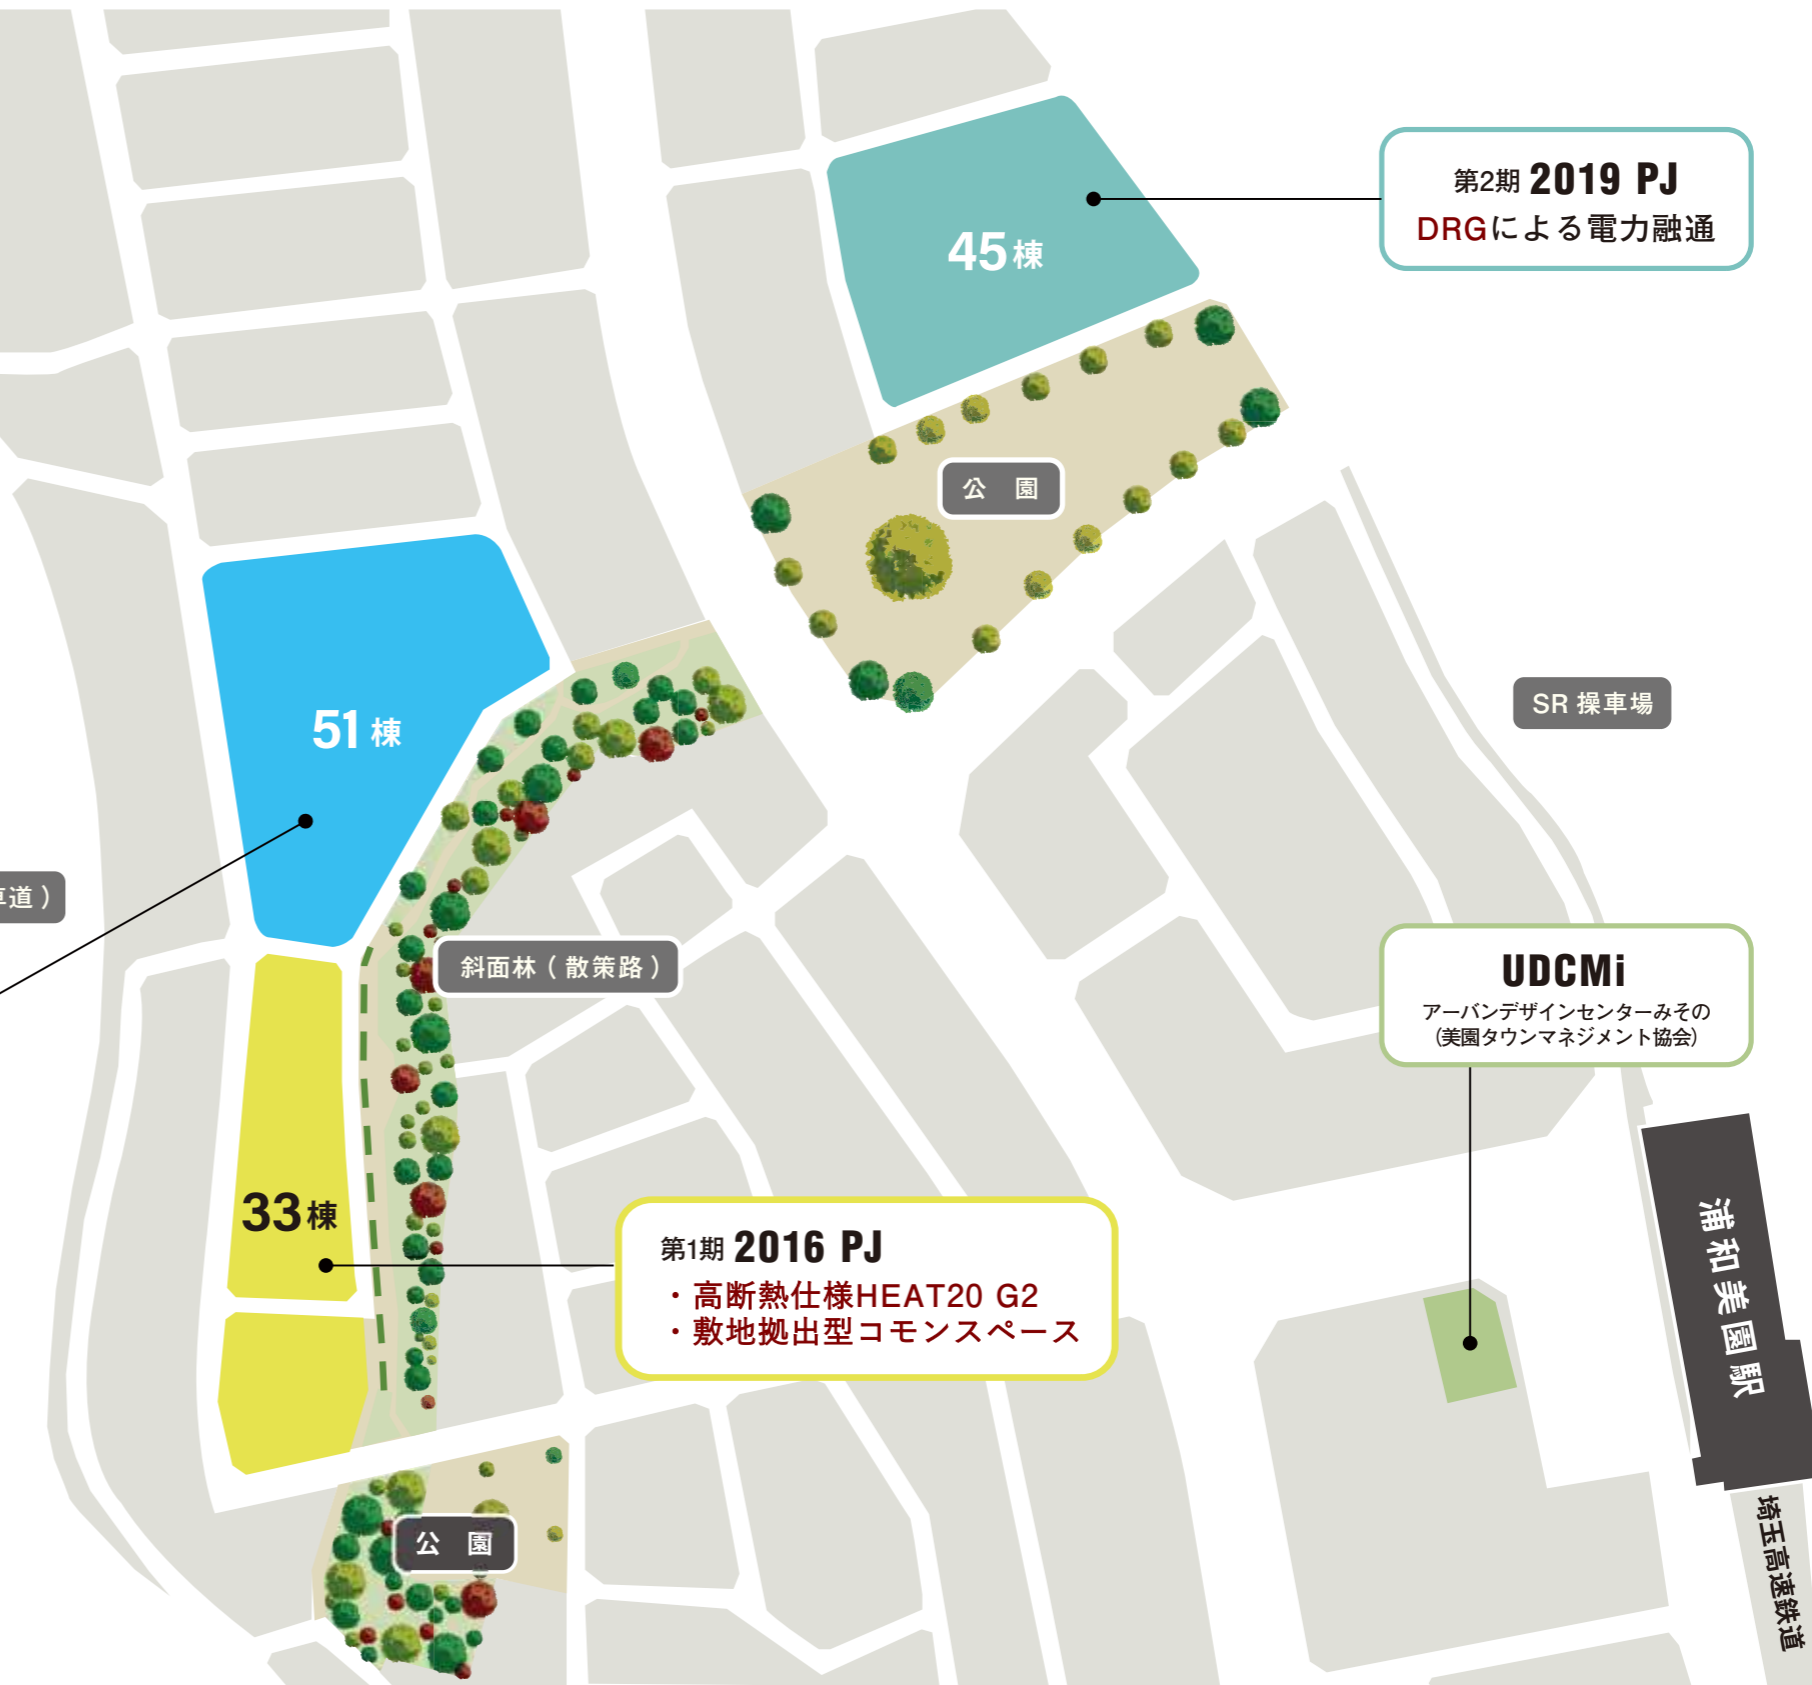 第2期 2019 PJ
DRGによる電力融通
45棟
公 園
SR 操車場
51棟
車道）
斜面林（散策路）
UDCMi
アーバンデザインセンターみその
(美園タウンマネジメント協会)
33棟
第1期 2016 PJ
・高断熱仕様HEAT20 G2
・敷地拠出型コモンスペース
浦和美園駅
公 園
埼玉高速鉄道